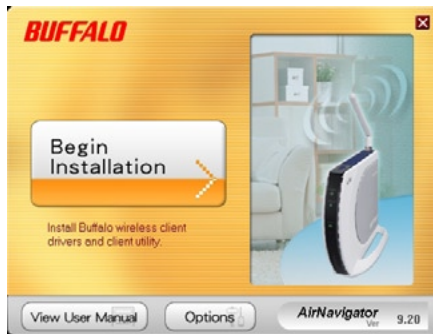 BUFFALO
Begin
Installation
Install Buffalo wireless client
drivers and client utility.
View User Manual
Options
AirNavigator
Ver 9.20